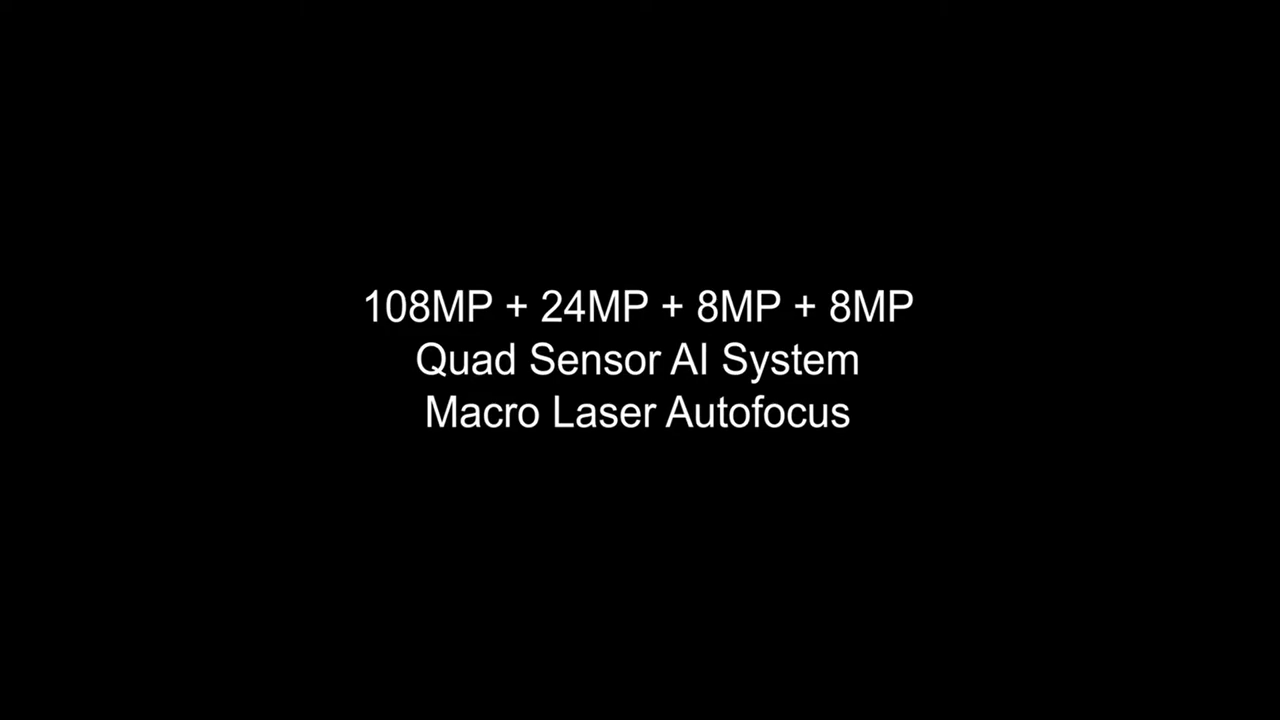 108MP + 24MP + 8MP + 8MP
Quad Sensor AI System
Macro Laser Autofocus